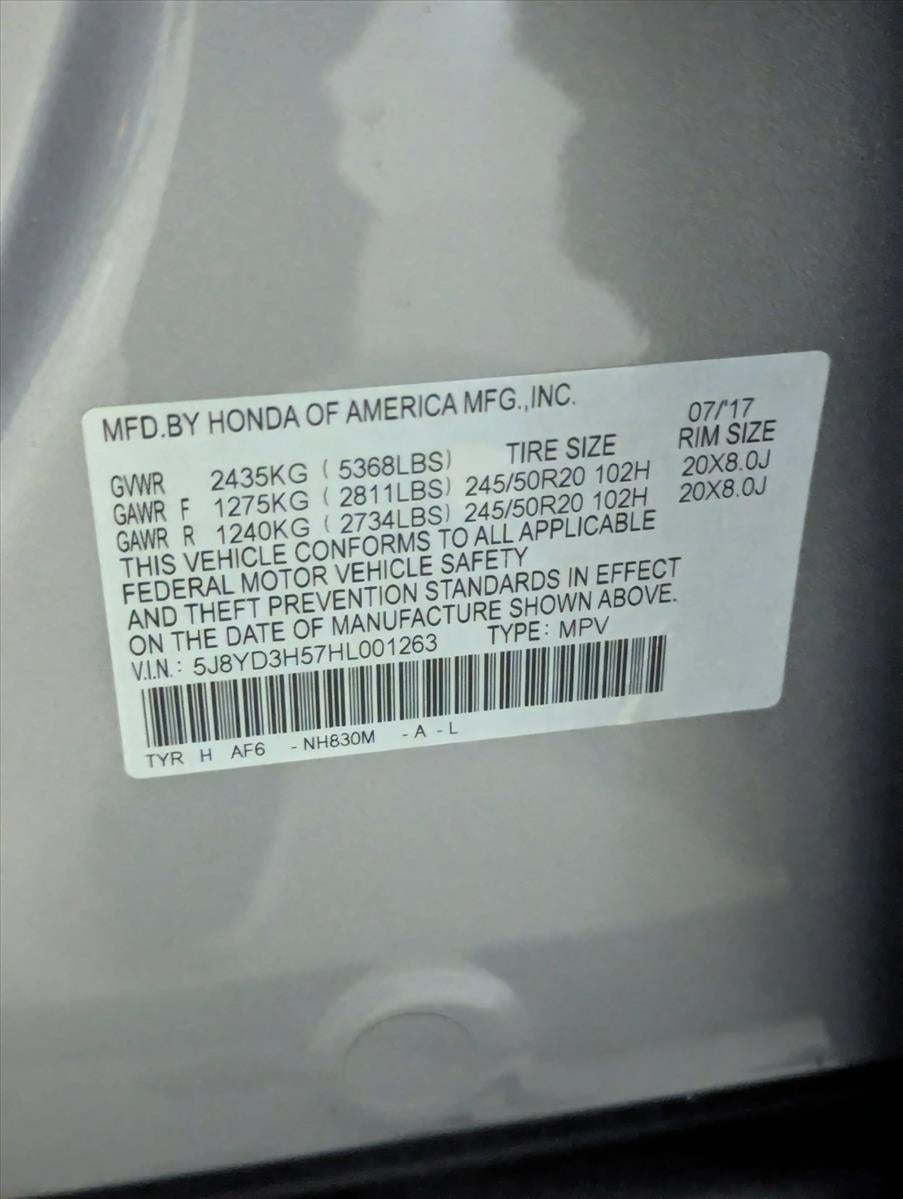 MFD.BY HONDA OF AMERICA MFG.,INC. 07/'17
TIRE SIZE RIM SIZE
GVWR 2435KG ( 5368LBS)
GAWR F 1275KG ( 2811LBS) 245/50R20 102H 20X8.0J
GAWR R 1240KG ( 2734LBS) 245/50R20 102H 20X8.0J
THIS VEHICLE CONFORMS TO ALL APPLICABLE
FEDERAL MOTOR VEHICLE SAFETY
AND THEFT PREVENTION STANDARDS IN EFFECT
ON THE DATE OF MANUFACTURE SHOWN ABOVE.
V.I.N.: 5J8YD3H57HL001263 TYPE: MPV
TYR H AF6 -NH830M -A -L